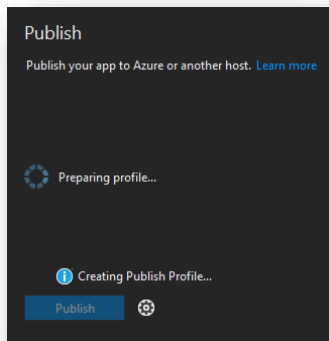 Publish
Publish your app to Azure or another host. Learn more
Preparing profile...
Creating Publish Profile...
Publish